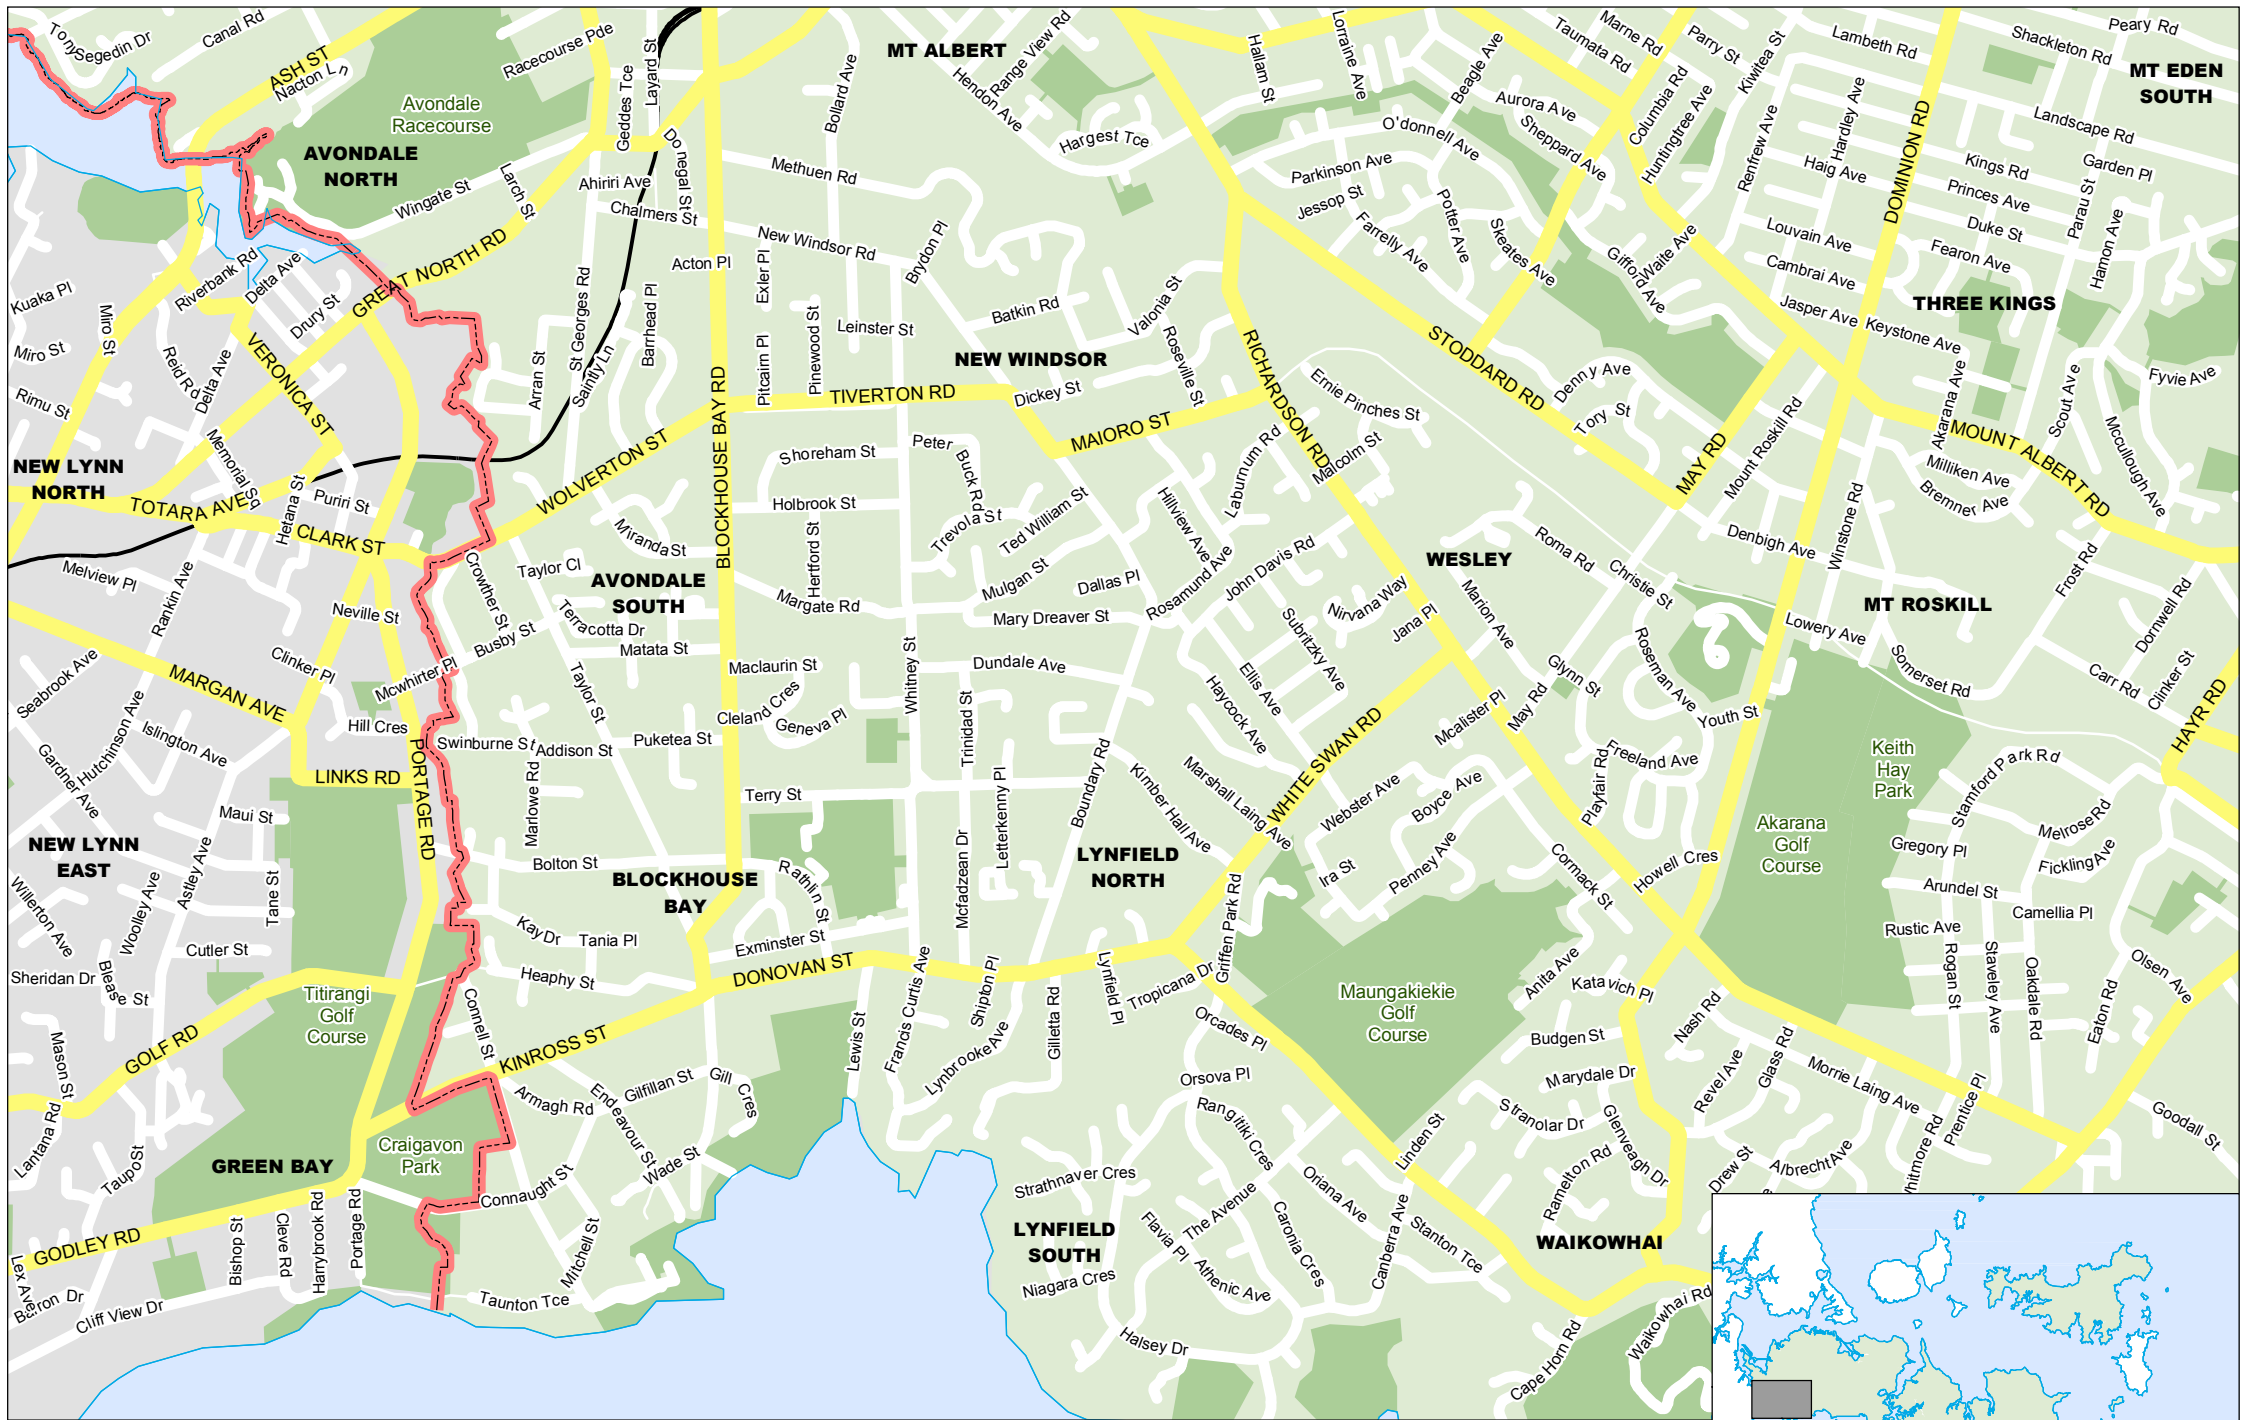 Tony
Segedin Dr
Canal Rd
ASH ST
Nacton Ln
Racecourse Pde
Geddes Tce
Layard St
Bollard Ave
MT ALBERT
Hendon Ave
Range View Rd
Hargest Tce
Hallam St
Lorraine Ave
Beagle Ave
Taumata Rd
Marne Rd
Parry St
Kiwitea St
Lambeth Rd
Shackleton Rd
Peary Rd
MT EDEN
SOUTH
Avondale
Racecourse
AVONDALE
NORTH
Wingate St
Larch St
Ahiriri Ave
Donegal St
Chalmers St
Methuen Rd
New Windsor Rd
Brydon Pl
Aurora Ave
Sheppard Ave
O'donnell Ave
Parkinson Ave
Jessop St
Farrelly Ave
Potter Ave
Skeates Ave
Columbia Rd
Huntingtree Ave
Renfrew Ave
Hardley Ave
Haig Ave
DOMINION RD
Landscape Rd
Kings Rd
Garden Pl
Princes Ave
Duke St
Parau St
Hamon Ave
Fearon Ave
Louvain Ave
Cambrai Ave
Gifford Ave
Waite Ave
Jasper Ave
Keystone Ave
THREE KINGS
Kuaka Pl
Miro St
Miro St
Rimu St
Riverbank Rd
Delta Ave
Drury St
GREAT NORTH RD
Reid Rd
Delta Ave
VERONICA ST
Acton Pl
Exler Pl
Pitcairn Pl
Pinewood St
Leinster St
Batkin Rd
Valonia St
Roseville St
NEW WINDSOR
St Georges Rd
Barrhead Pl
Arran St
Saintly Ln
BLOCKHOUSE BAY RD
TIVERTON RD
Dickey St
MAIORO ST
RICHARDSON RD
Ernie Pinches St
Malcolm St
STODDARD RD
Denny Ave
Tory St
MAY RD
Mount Roskill Rd
Akarana Ave
Scout Ave
Fyvie Ave
Mccullough Ave
MOUNT ALBERT RD
Milliken Ave
Bremner Ave
NEW LYNN
NORTH
TOTARA AVE
Memorial Sq
Hetana St
Puriri St
CLARK ST
Melview Pl
Rankin Ave
Neville St
WOLVERTON ST
Miranda St
Taylor Cl
Crowther St
AVONDALE
SOUTH
Terracotta Dr
Matata St
Busby St
Mcwhirter Pl
Taylor St
Shoreham St
Holbrook St
Hertford St
Margate Rd
Peter
Buck Rd
Trevola St
Ted William St
Mulgan St
Dallas Pl
Mary Dreaver St
Hillview Ave
Laburnum Rd
Rosamund Ave
John Davis Rd
Nirvana Way
Subritzky Ave
Jana Pl
WESLEY
Roma Rd
Christie St
Marion Ave
Denbigh Ave
Winstone Rd
Frost Rd
Lowery Ave
MT ROSKILL
Dornwell Rd
Carr Rd
Clinker St
HAYR RD
Somerset Rd
Seabrook Ave
MARGAN AVE
Clinker Pl
Hill Cres
Hutchinson Ave
Islington Ave
Gardner Ave
LINKS RD
PORTAGE RD
Maui St
Swinburne St
Addison St
Puketea St
Marlowe Rd
Maclaurin St
Cleland Cres
Geneva Pl
Whitney St
Dundale Ave
Trinidad St
Terry St
Letterkenny Pl
Mcfadzean Dr
Boundary Rd
Haycock Ave
Ellis Ave
Kimber Hall Ave
Marshall Laing Ave
WHITE SWAN RD
Mcalister Pl
May Rd
Webster Ave
Boyce Ave
Penney Ave
Ira St
Glynn St
Roseman Ave
Youth St
Freeland Ave
Playfair Rd
Keith
Hay
Park
Akarana
Golf
Course
Stamford Park Rd
Melrose Rd
Gregory Pl
Fickling Ave
Arundel St
Camellia Pl
Rustic Ave
Rogan St
Staveley Ave
Oakdale Rd
Olsen Ave
Eaton Rd
NEW LYNN
EAST
Willerton Ave
Woolley Ave
Astley Ave
Tane St
Cutler St
Sheridan Dr
Blease St
Bolton St
BLOCKHOUSE
BAY
Rathlin St
Kay Dr
Tania Pl
Exminster St
Heaphy St
DONOVAN ST
LYNFIELD
NORTH
Griffen Park Rd
Cormack St
Howell Cres
Titirangi
Golf
Course
GOLF RD
Mason St
Lantana Rd
Taupo St
Connell St
KINROSS ST
Armagh Rd
Endeavour St
Gilfillan St
Gill Cres
Wade St
Lewis St
Francis Curtis Ave
Shipton Pl
Lynbrooke Ave
Gilletta Rd
Lynfield Pl
Tropicana Dr
Orcades Pl
Orsova Pl
Rangitiki Cres
Maungakiekie
Golf
Course
Anita Ave
Katavich Pl
Budgen St
Marydale Dr
Stranolar Dr
Glenveagh Dr
Ramelton Rd
Nash Rd
Revel Ave
Glass Rd
Morrie Laing Ave
Prentice Pl
Whitmore Rd
Albrecht Ave
Drew St
Goodall St
GREEN BAY
Craigavon
Park
GODLEY RD
Bishop St
Cleve Rd
Harrybrook Rd
Portage Rd
Lex Ave
Barron Dr
Cliff View Dr
Connaught St
Mitchell St
Taunton Tce
Strathnaver Cres
LYNFIELD
SOUTH
Niagara Cres
Flavia Pl
The Avenue
Athenic Ave
Caronia Cres
Oriana Ave
Canberra Ave
Linden St
Stanton Tce
Halsey Dr
WAIKOWHAI
Cape Horn Rd
Waikowhai Rd